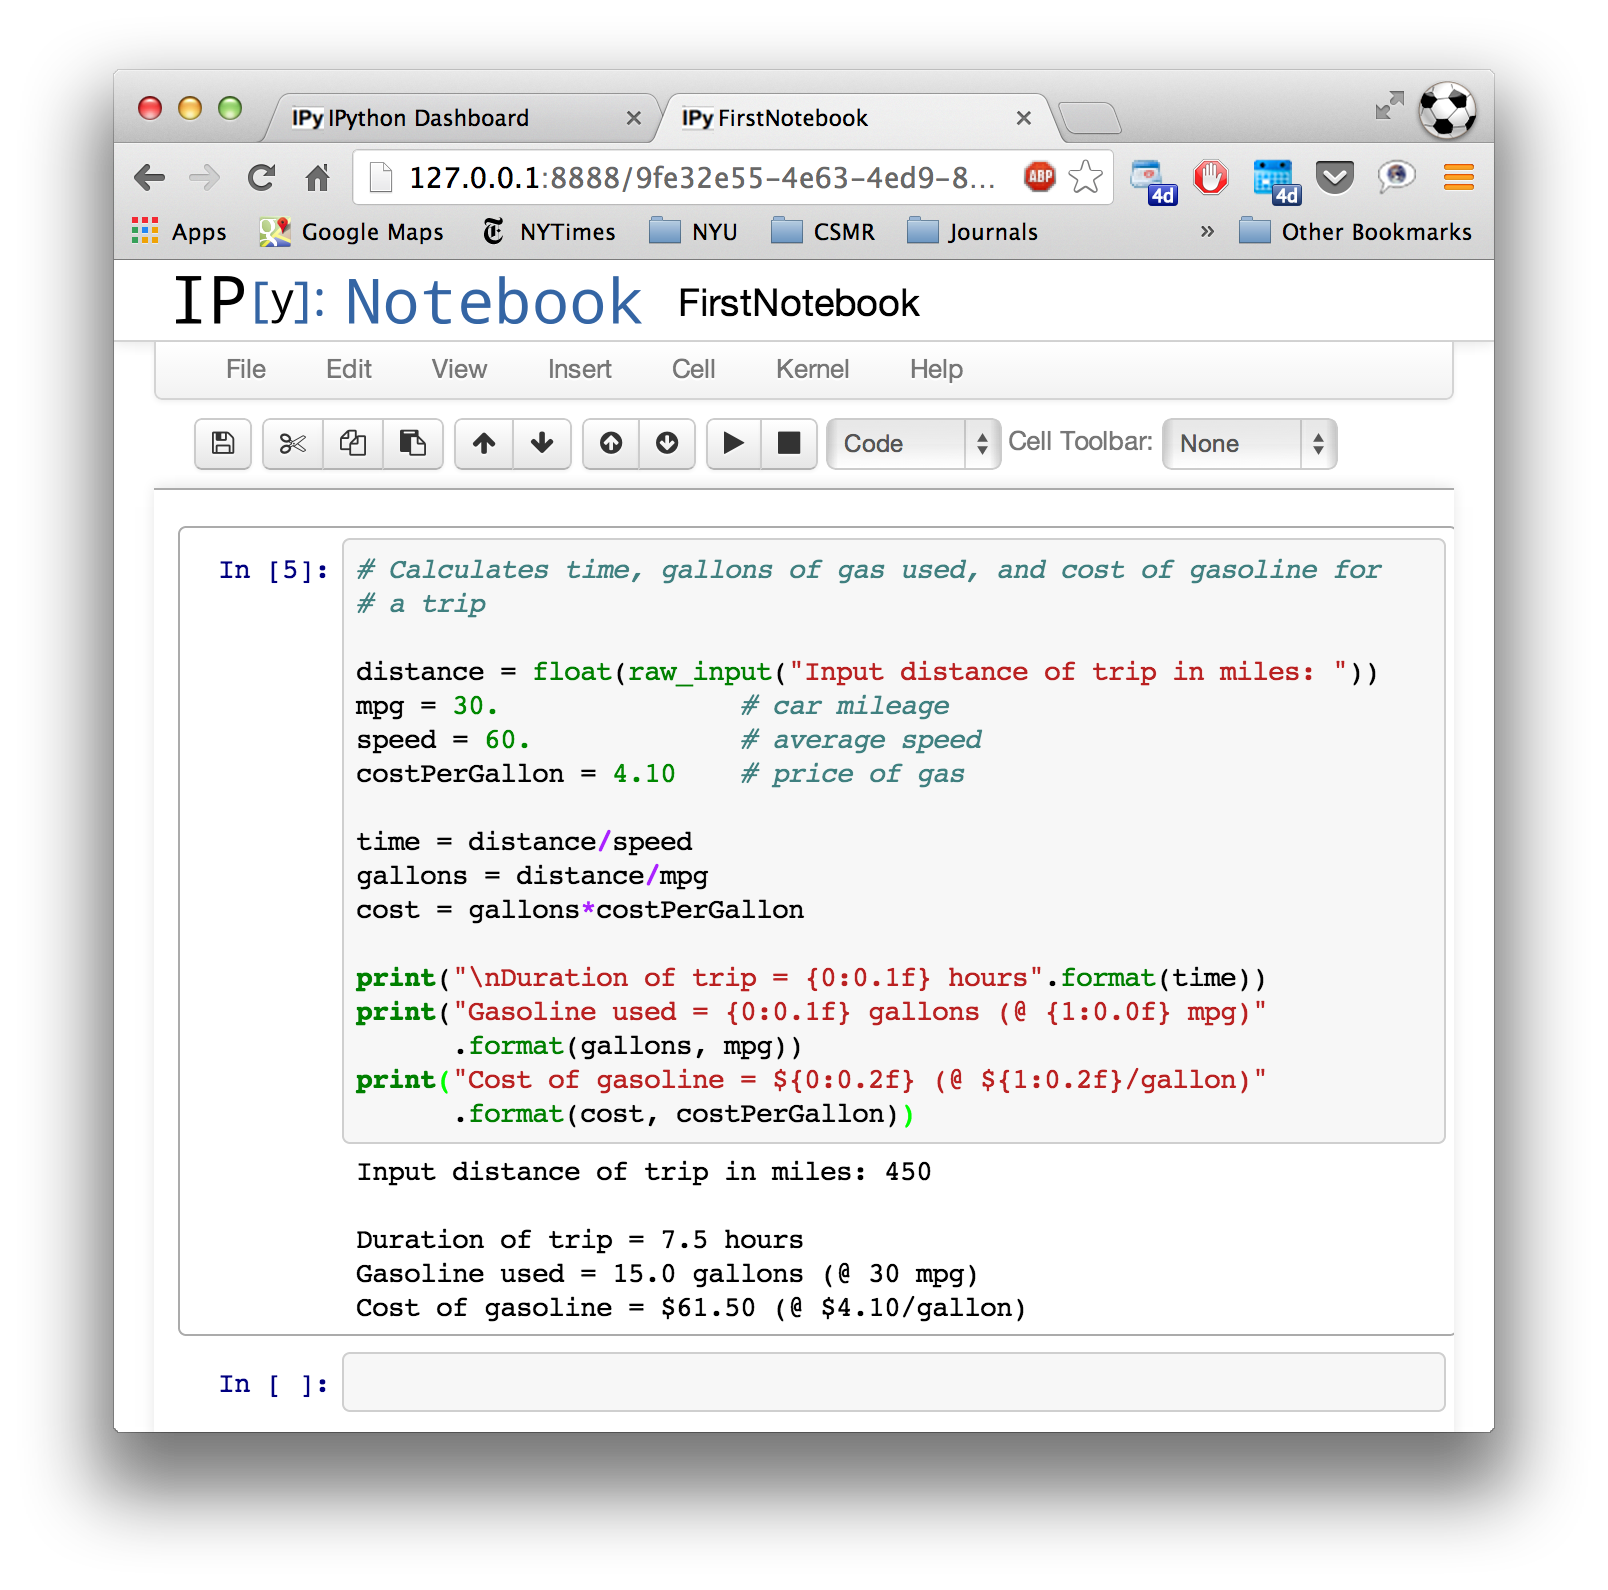 IPy IPython Dashboard
IPy FirstNotebook
127.0.0.1:8888/9fe32e55-4e63-4ed9-8...
ABP
4d
4d
Apps
Google Maps
NYTimes
NYU
CSMR
Journals
»
Other Bookmarks
IP[y]: Notebook FirstNotebook
File Edit View Insert Cell Kernel Help
Code Cell Toolbar: None
In [5]:
# Calculates time, gallons of gas used, and cost of gasoline for
# a trip
distance = float(raw_input("Input distance of trip in miles: "))
mpg = 30. # car mileage
speed = 60. # average speed
costPerGallon = 4.10 # price of gas
time = distance/speed
gallons = distance/mpg
cost = gallons*costPerGallon
print("\nDuration of trip = {0:0.1f} hours".format(time))
print("Gasoline used = {0:0.1f} gallons (@ {1:0.0f} mpg)"
.format(gallons, mpg))
print("Cost of gasoline = ${0:0.2f} (@ ${1:0.2f}/gallon)"
.format(cost, costPerGallon))
Input distance of trip in miles: 450
Duration of trip = 7.5 hours
Gasoline used = 15.0 gallons (@ 30 mpg)
Cost of gasoline = $61.50 (@ $4.10/gallon)
In [ ]: